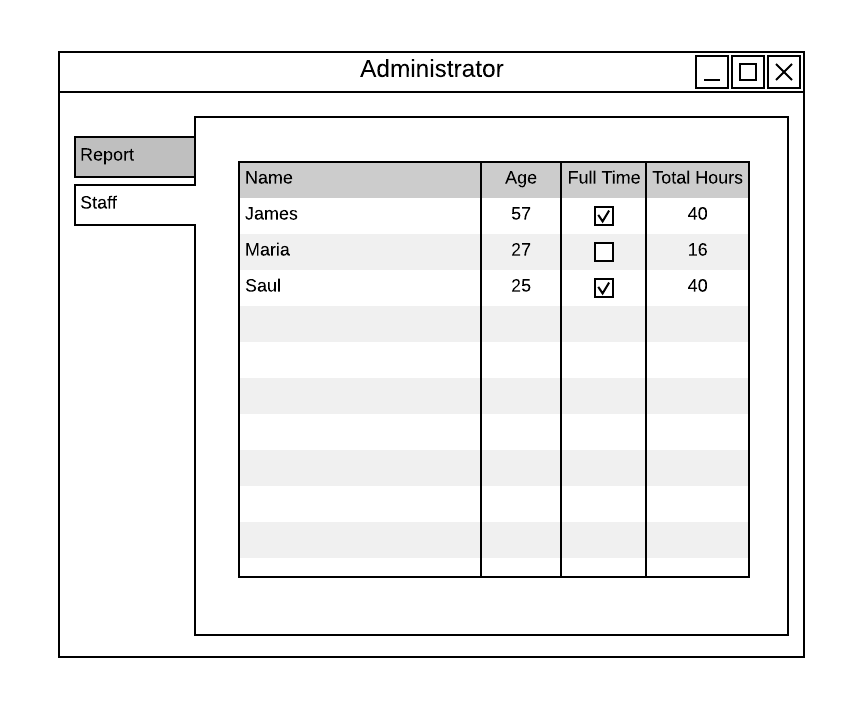 Administrator
Report
Staff
Name Age Full Time Total Hours
James 57 40
Maria 27 16
Saul 25 40